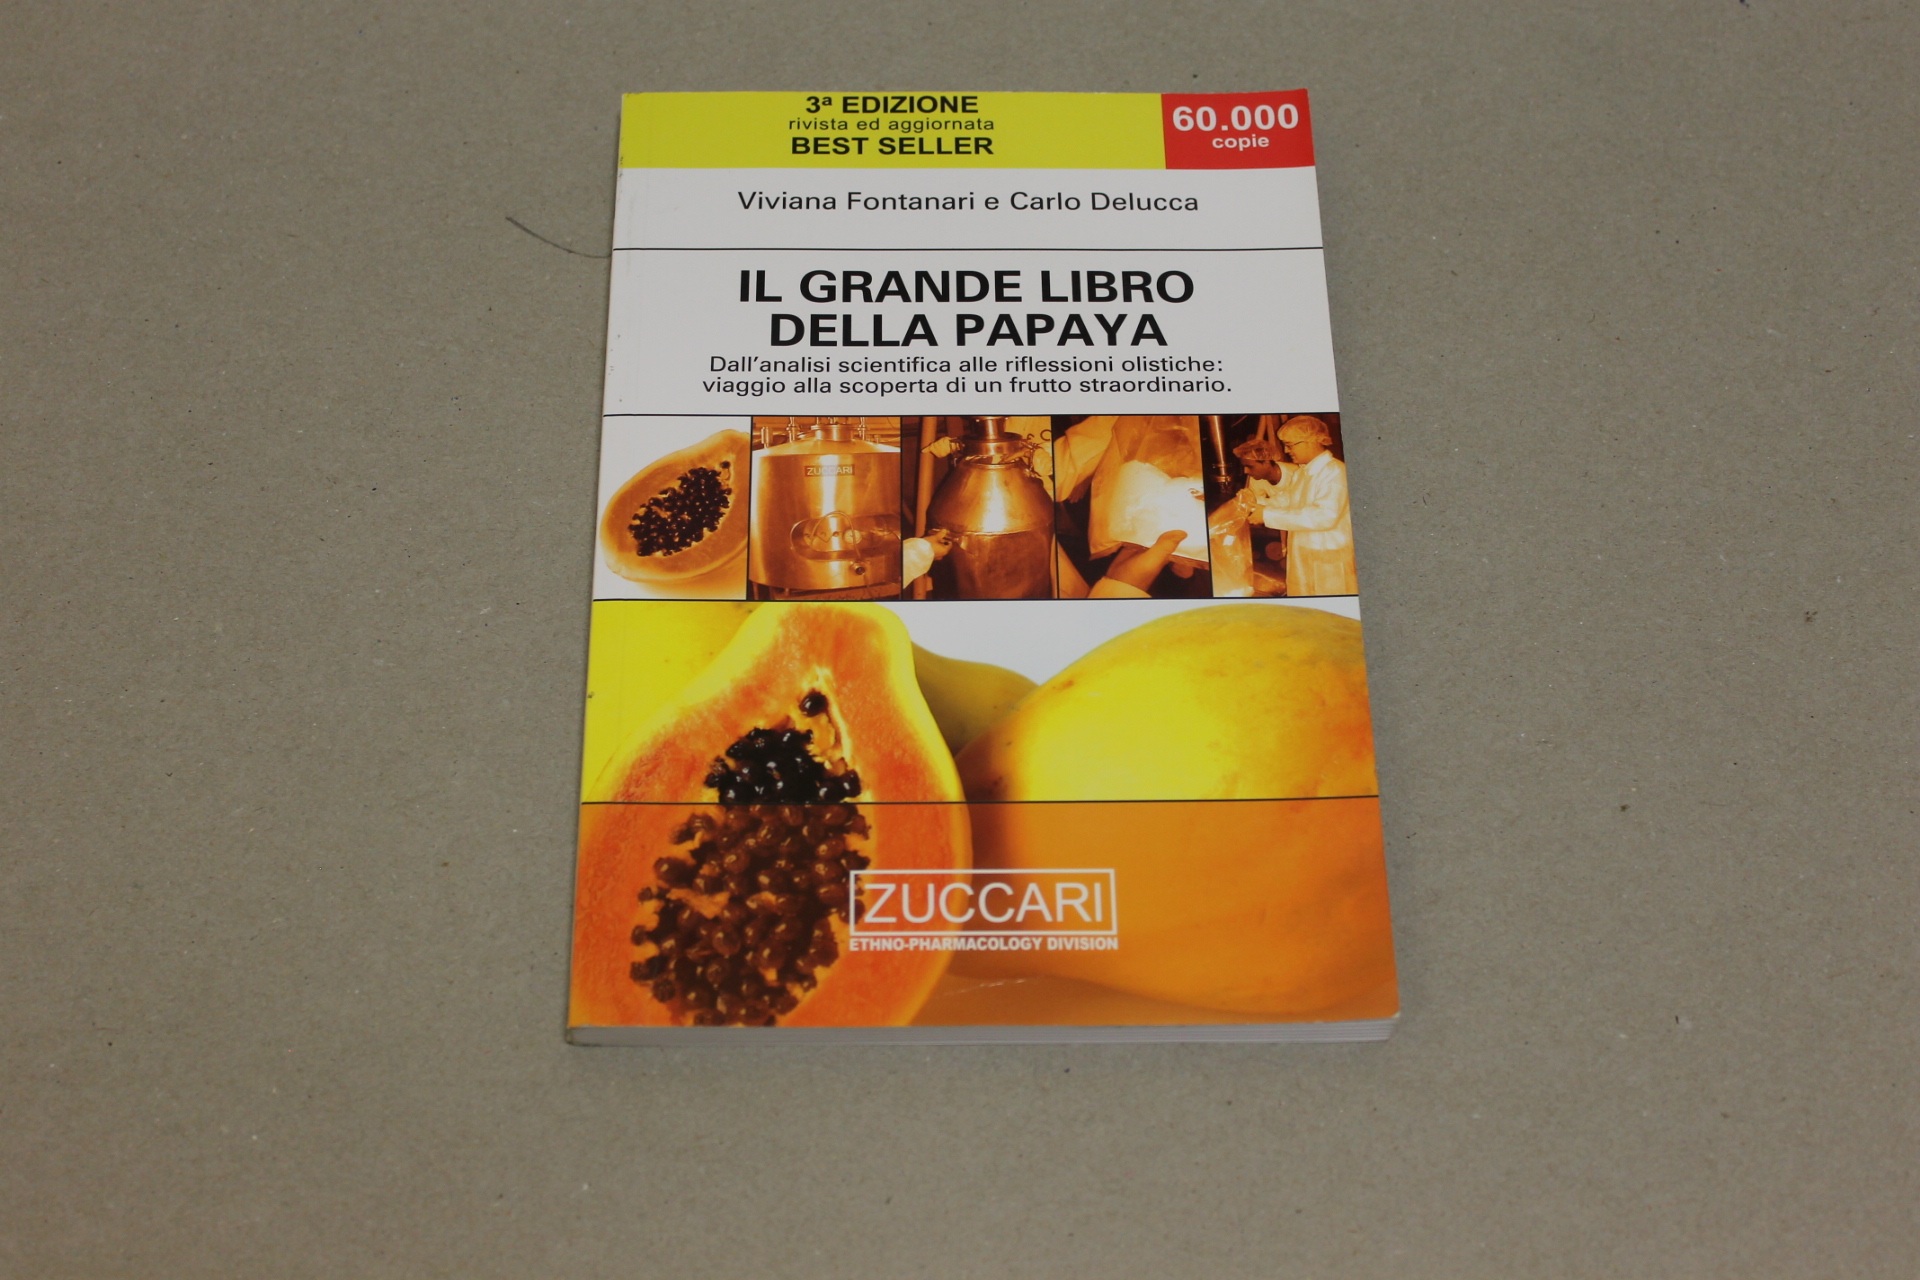 3ª EDIZIONE
rivista ed aggiornata
BEST SELLER
60.000
copie
Viviana Fontanari e Carlo Delucca
IL GRANDE LIBRO
DELLA PAPAYA
Dall'analisi scientifica alle riflessioni olistiche:
viaggio alla scoperta di un frutto straordinario.
ZUCCARI
ZUCCARI
ETHNO-PHARMACOLOGY DIVISION